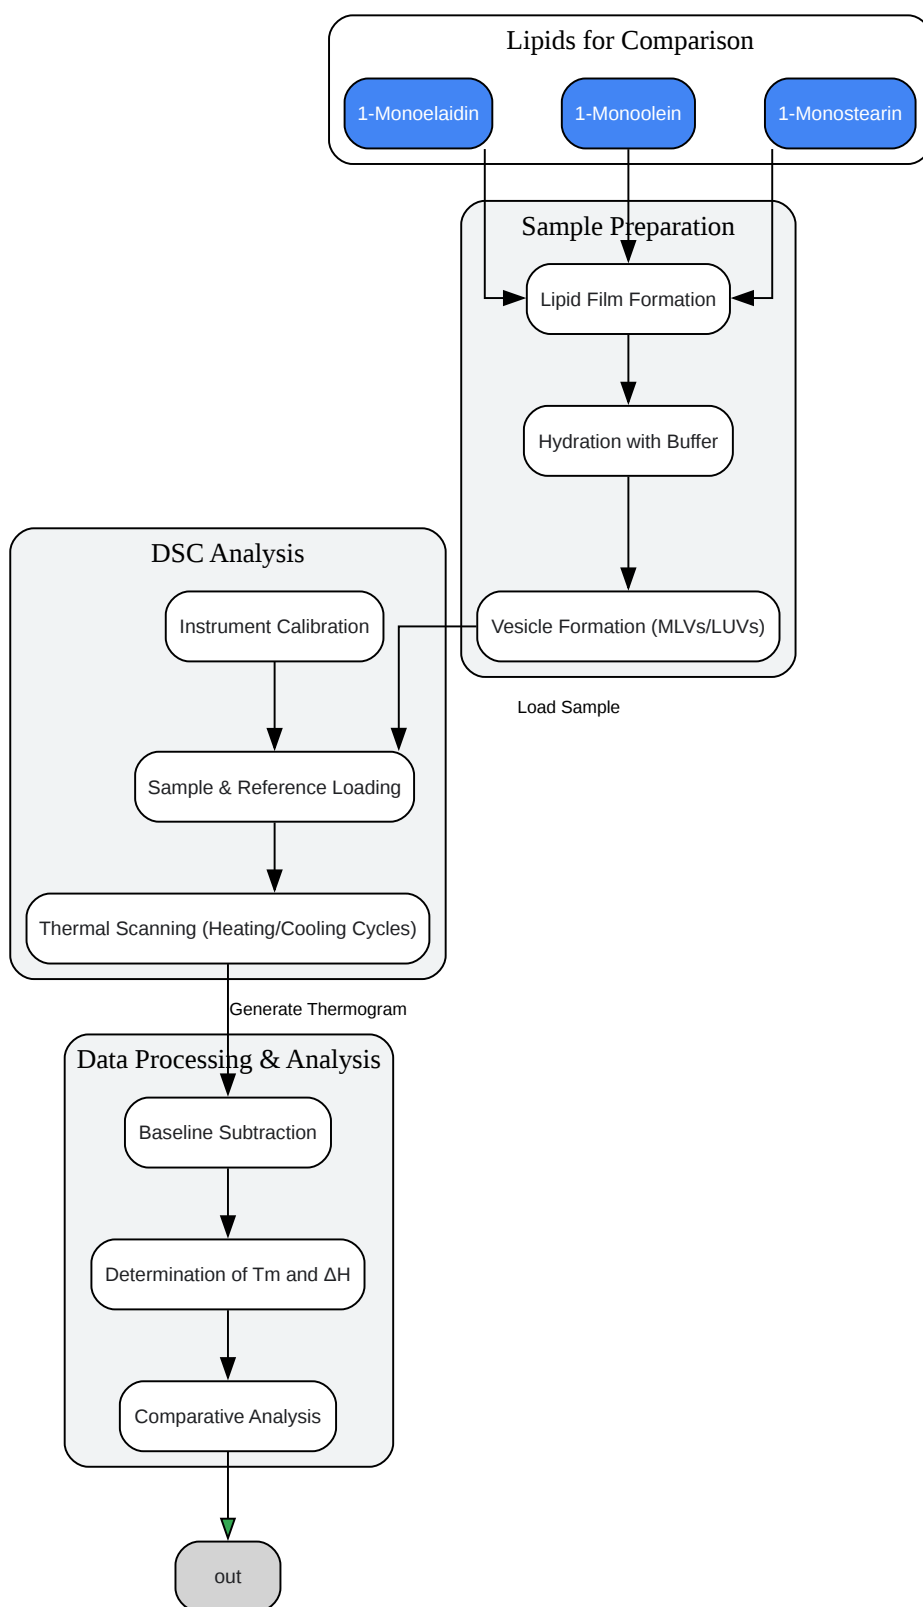 Lipids for Comparison
1-Monoelaidin
1-Monoolein
1-Monostearin
Sample Preparation
Lipid Film Formation
Hydration with Buffer
DSC Analysis
Instrument Calibration
Vesicle Formation (MLVs/LUVs)
Load Sample
Sample & Reference Loading
Thermal Scanning (Heating/Cooling Cycles)
Generate Thermogram
Data Processing & Analysis
Baseline Subtraction
Determination of Tm and ΔH
Comparative Analysis
out